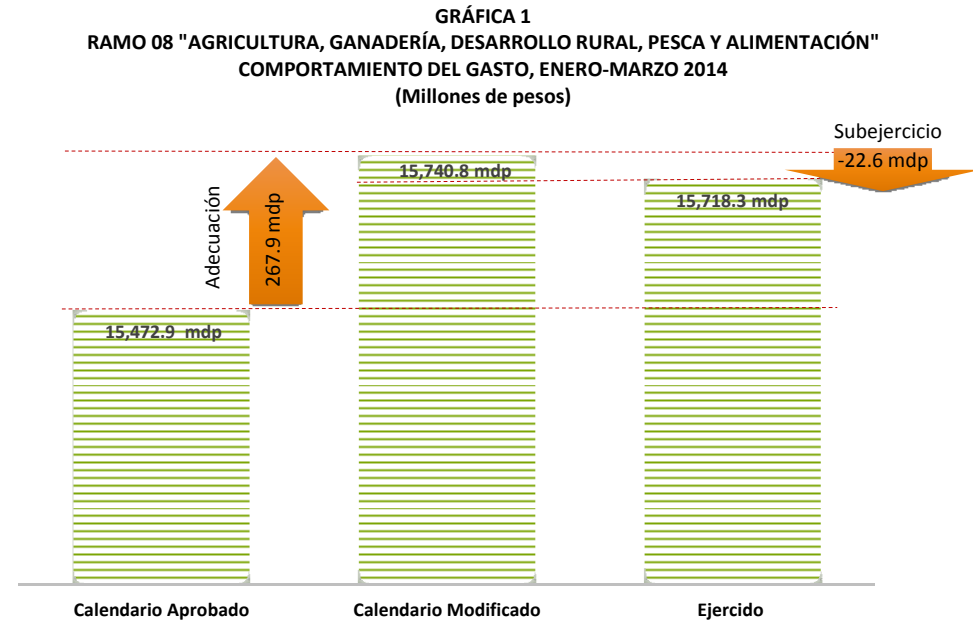 GRÁFICA 1
RAMO 08 "AGRICULTURA, GANADERÍA, DESARROLLO RURAL, PESCA Y ALIMENTACIÓN"
COMPORTAMIENTO DEL GASTO, ENERO-MARZO 2014
(Millones de pesos)
Subejercicio
-22.6 mdp
15,740.8 mdp
15,718.3 mdp
Adecuación
267.9 mdp
15,472.9 mdp
Calendario Aprobado
Calendario Modificado
Ejercido